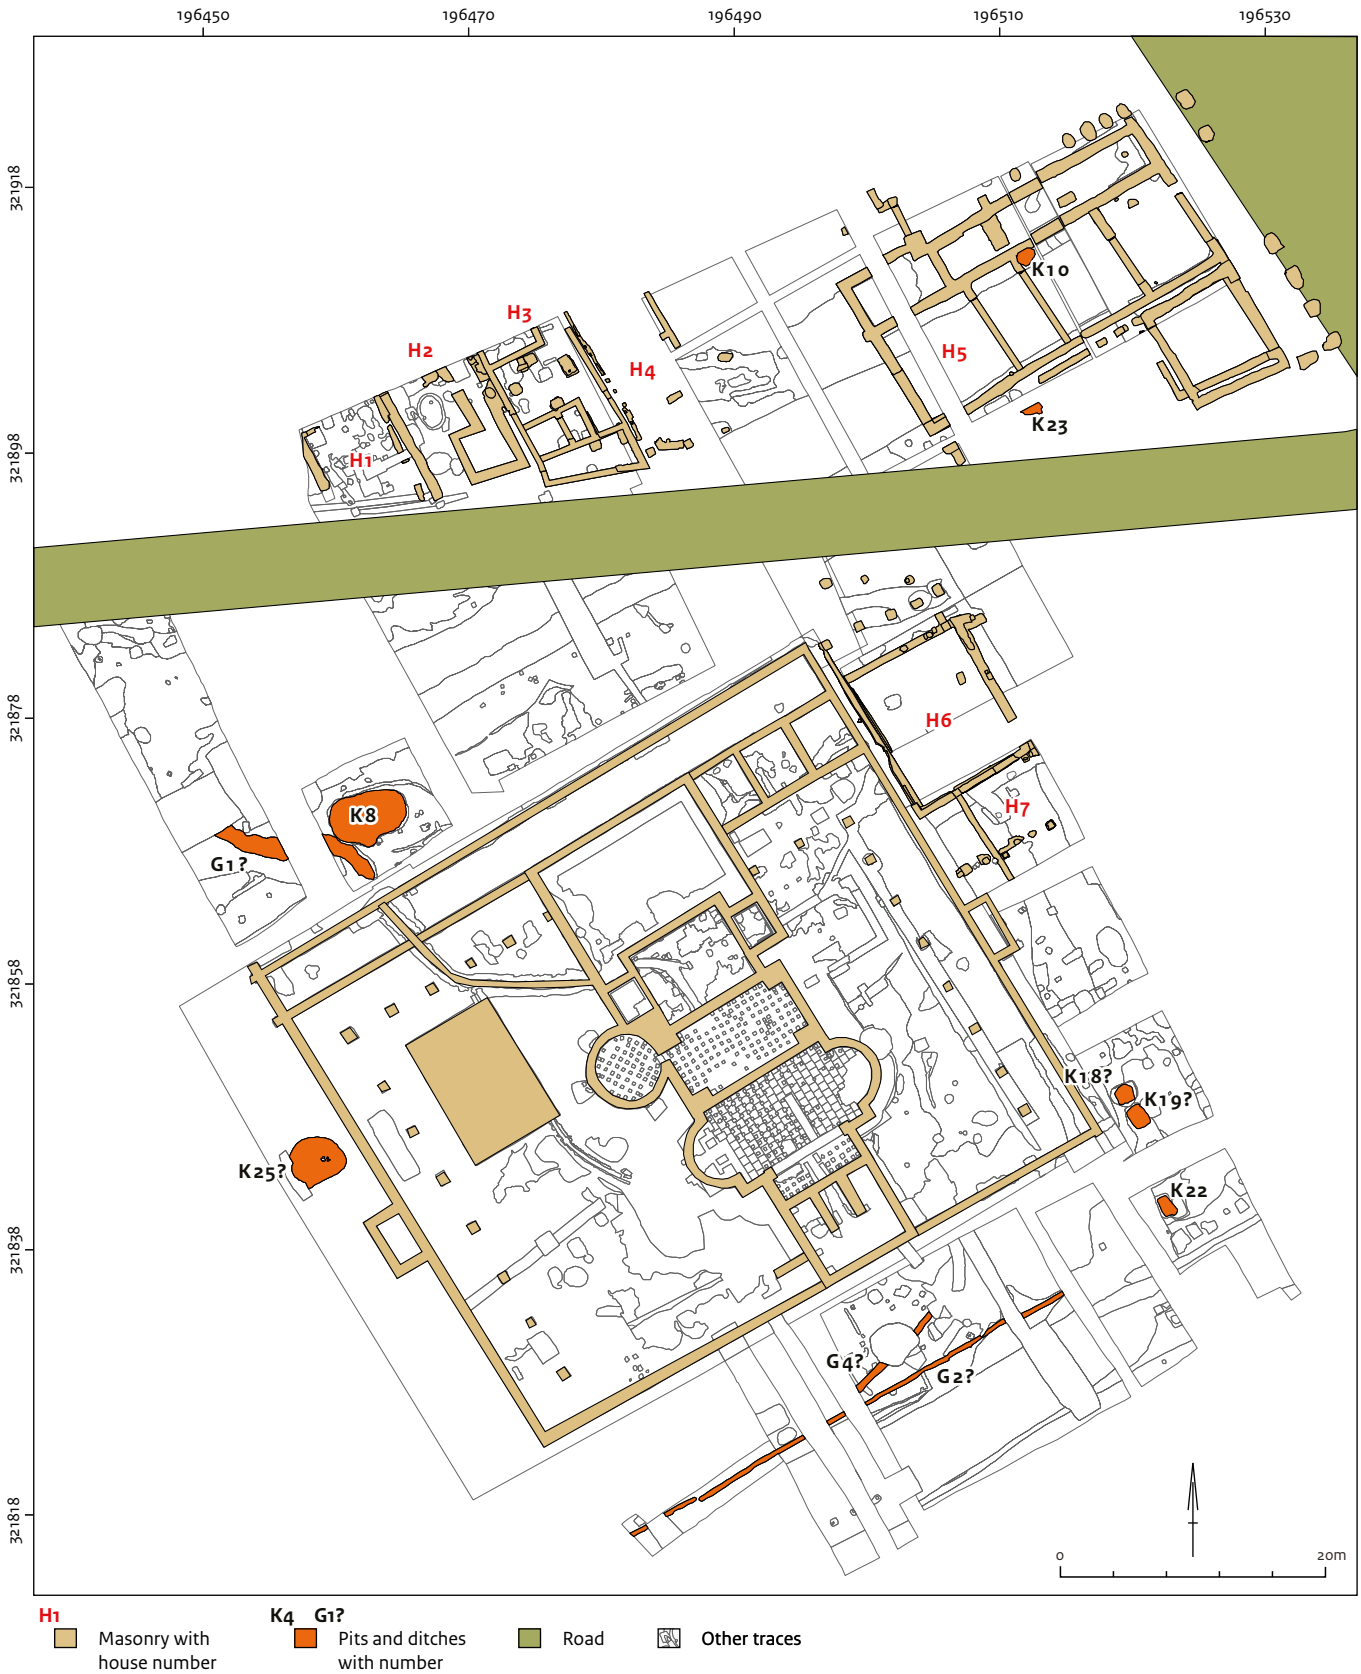 196450 196470 196490 196510 196530
321918
321898
321878
321858
321838
321818
H3
H2
H4
H5
K10
K23
H1
H6
H7
K8
G1?
K18?
K19?
K25?
K22
G4?
G2?
0 20m
H1 K4 G1?
Masonry with Pits and ditches Road Other traces
house number with number